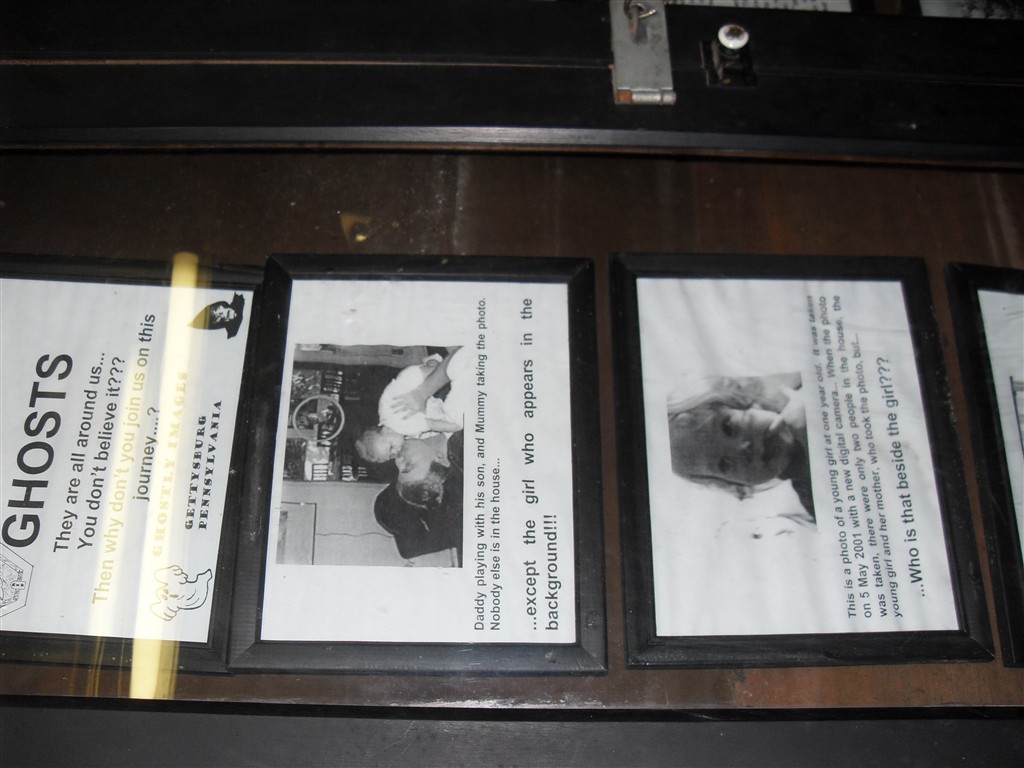 GHOSTS
They are all around us...
You don't believe it???
Then why don't you join us on this
journey....?
GHOSTLY IMAGES
GETTYSBURG
PENNSYLVANIA
Daddy playing with his son, and Mummy taking the photo.
Nobody else is in the house...
...except the girl who appears in the
background!!!
This is a photo of a young girl at one year old. It was taken
on 5 May 2001 with a new digital camera... When the photo
was taken, there were only two people in the house, the
young girl and her mother, who took the photo, but...
...Who is that beside the girl???